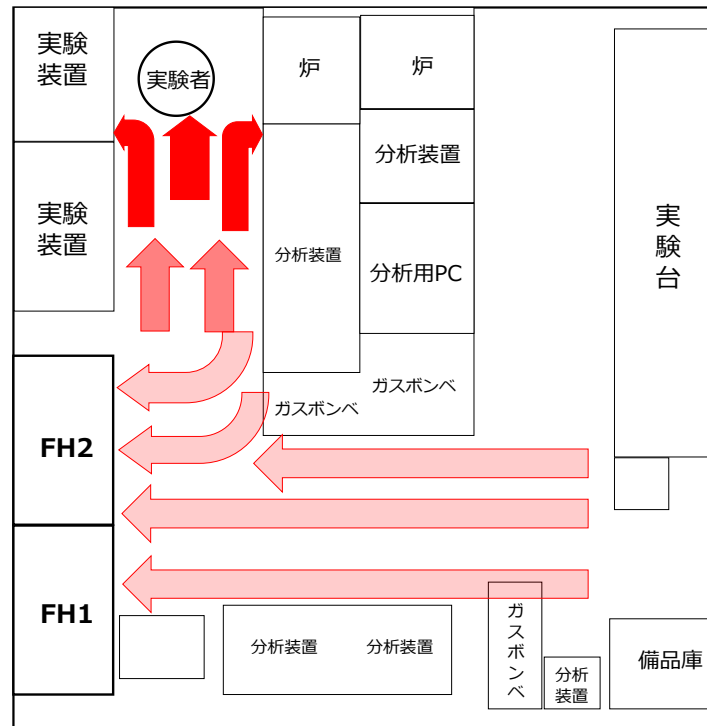 実験
装置
実験者
炉
炉
分析装置
実験
装置
分析装置
分析用PC
実
験
台
ガスボンベ
ガスボンベ
FH2
FH1
分析装置
分析装置
ガ
ス
ボ
ン
ベ
分析
装置
備品庫